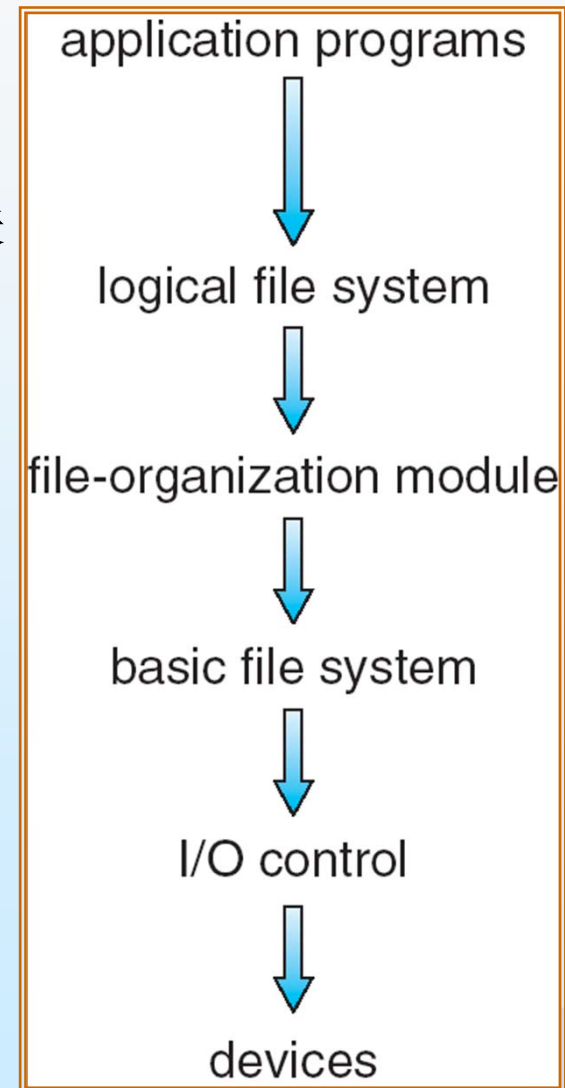 application programs
logical file system
file-organization module
basic file system
I/O control
devices